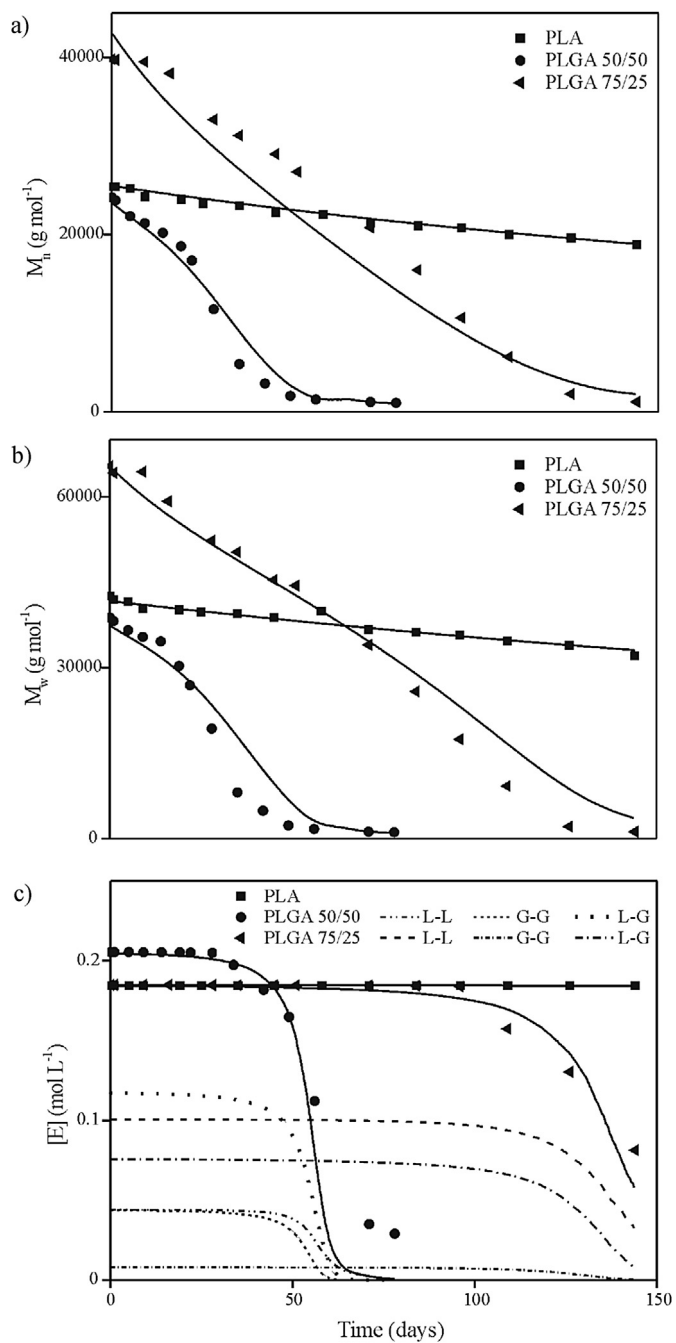 a)
PLA
PLGA 50/50
PLGA 75/25
40000
20000
0
Mn (g mol-1)
b)
PLA
PLGA 50/50
PLGA 75/25
60000
30000
0
Mw (g mol-1)
c)
PLA
PLGA 50/50 L-L G-G L-G
PLGA 75/25 L-L G-G L-G
0.2
0.1
0
[E] (mol L-1)
0 50 100 150
Time (days)